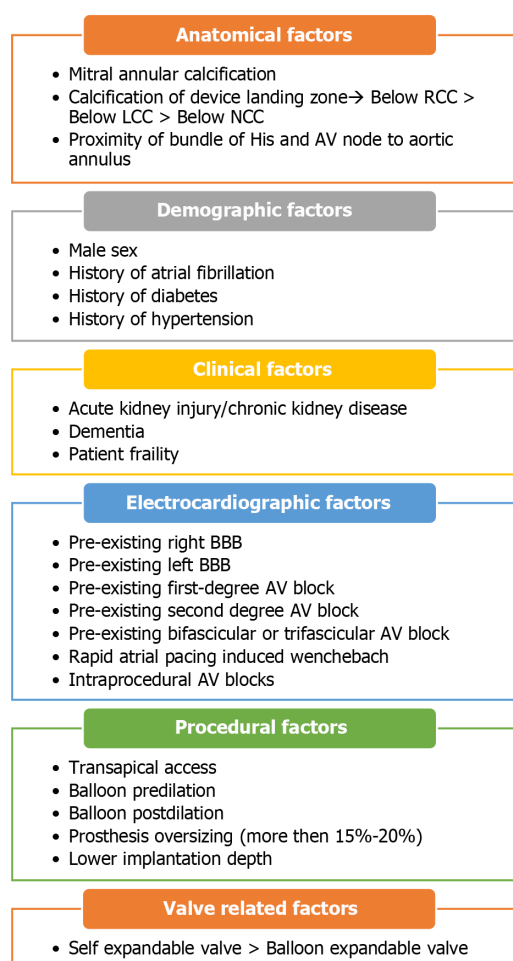 Anatomical factors
• Mitral annular calcification
• Calcification of device landing zone→ Below RCC >
Below LCC > Below NCC
• Proximity of bundle of His and AV node to aortic
annulus
Demographic factors
• Male sex
• History of atrial fibrillation
• History of diabetes
• History of hypertension
Clinical factors
• Acute kidney injury/chronic kidney disease
• Dementia
• Patient fraility
Electrocardiographic factors
• Pre-existing right BBB
• Pre-existing left BBB
• Pre-existing first-degree AV block
• Pre-existing second degree AV block
• Pre-existing bifascicular or trifascicular AV block
• Rapid atrial pacing induced wenchebach
• Intraprocedural AV blocks
Procedural factors
• Transapical access
• Balloon predilation
• Balloon postdilation
• Prosthesis oversizing (more then 15%-20%)
• Lower implantation depth
Valve related factors
• Self expandable valve > Balloon expandable valve